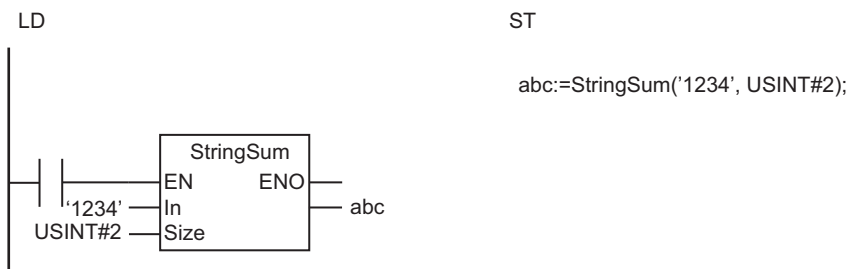 LD
ST
abc:=StringSum('1234', USINT#2);
StringSum
EN ENO
‘1234’ In abc
USINT#2 Size